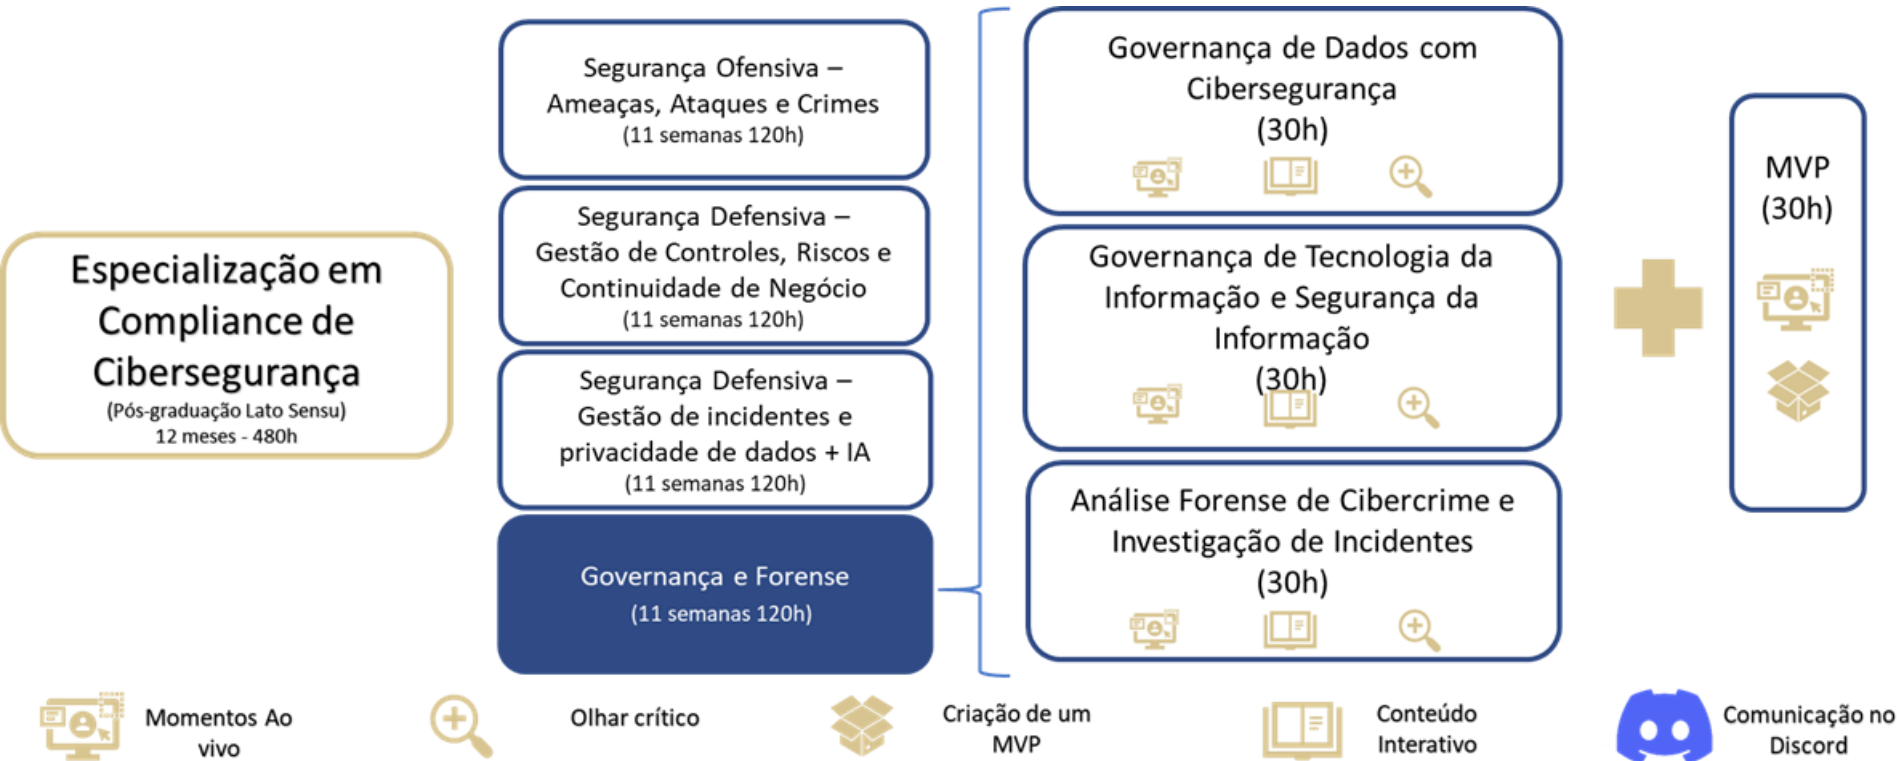 Especialização em
Compliance de
Cibersegurança
(Pós-graduação Lato Sensu)
12 meses - 480h
Segurança Ofensiva –
Ameaças, Ataques e Crimes
(11 semanas 120h)
Segurança Defensiva –
Gestão de Controles, Riscos e
Continuidade de Negócio
(11 semanas 120h)
Segurança Defensiva –
Gestão de incidentes e
privacidade de dados + IA
(11 semanas 120h)
Governança e Forense
(11 semanas 120h)
Governança de Dados com
Cibersegurança
(30h)
Governança de Tecnologia da
Informação e Segurança da
Informação
(30h)
Análise Forense de Cibercrime e
Investigação de Incidentes
(30h)
MVP
(30h)
Momentos Ao
vivo
Olhar crítico
Criação de um
MVP
Conteúdo
Interativo
Comunicação no
Discord